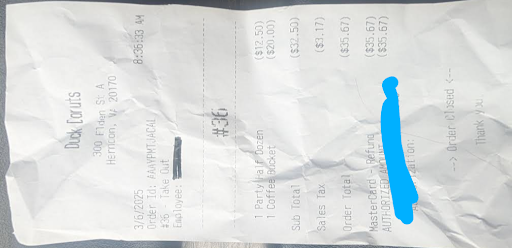 Duck Donuts
300 Elden St A
Herndon, VA 20170
3/6/2025 8:36:33 AM
Order Id: AAAVPMTJACAL
#36 Take Out
Employee:
#36
1 Party Half Dozen ($12.50)
1 Coffee Bucket ($20.00)
Sub Total ($32.50)
Sales Tax ($3.17)
Order Total ($35.67)
MasterCard - Refund ($35.67)
AUTHORIZED AMOUNT ($35.67)
--> Order Closed <--
Thank You